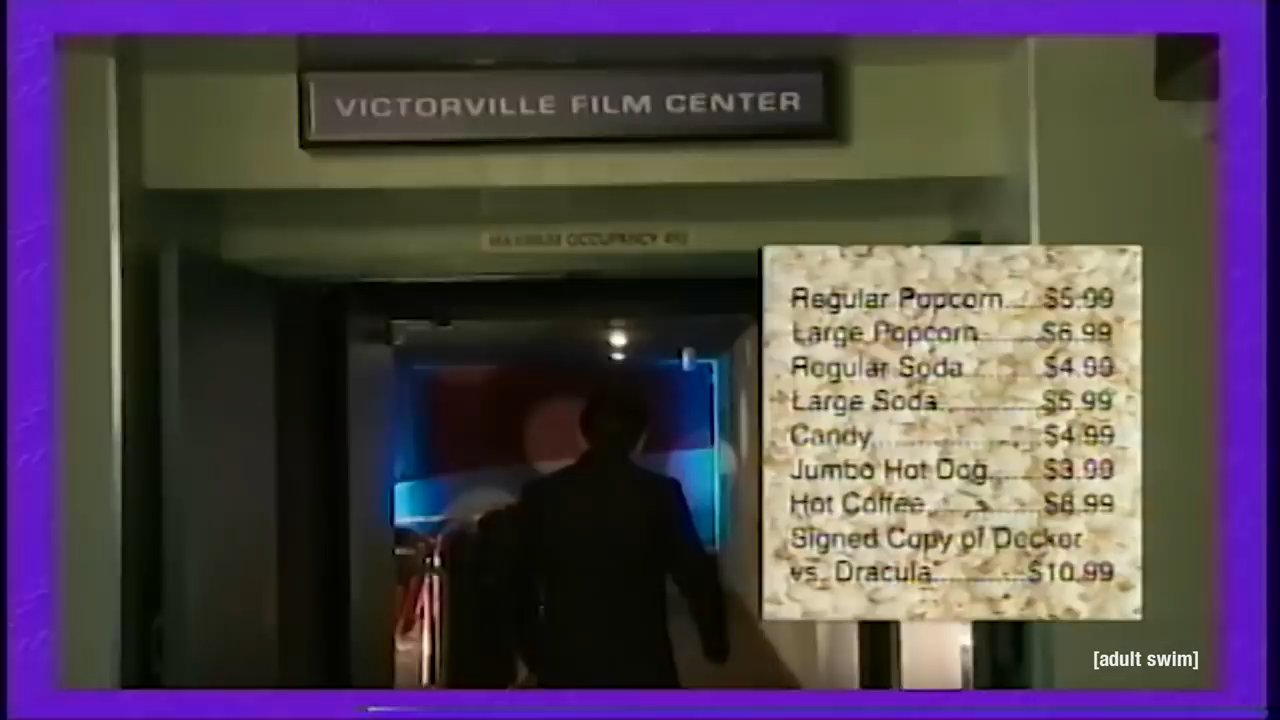 VICTORVILLE FILM CENTER
MAXIMUM OCCUPANCY
Regular Popcorn.....$5.99
Large Popcorn..........$6.99
Regular Soda............$4.99
Large Soda...............$5.99
Candy........................$4.99
Jumbo Hot Dog.......$3.99
Hot Coffee................$8.99
Signed Copy of Decker
vs. Dracula...............$10.99
[adult swim]